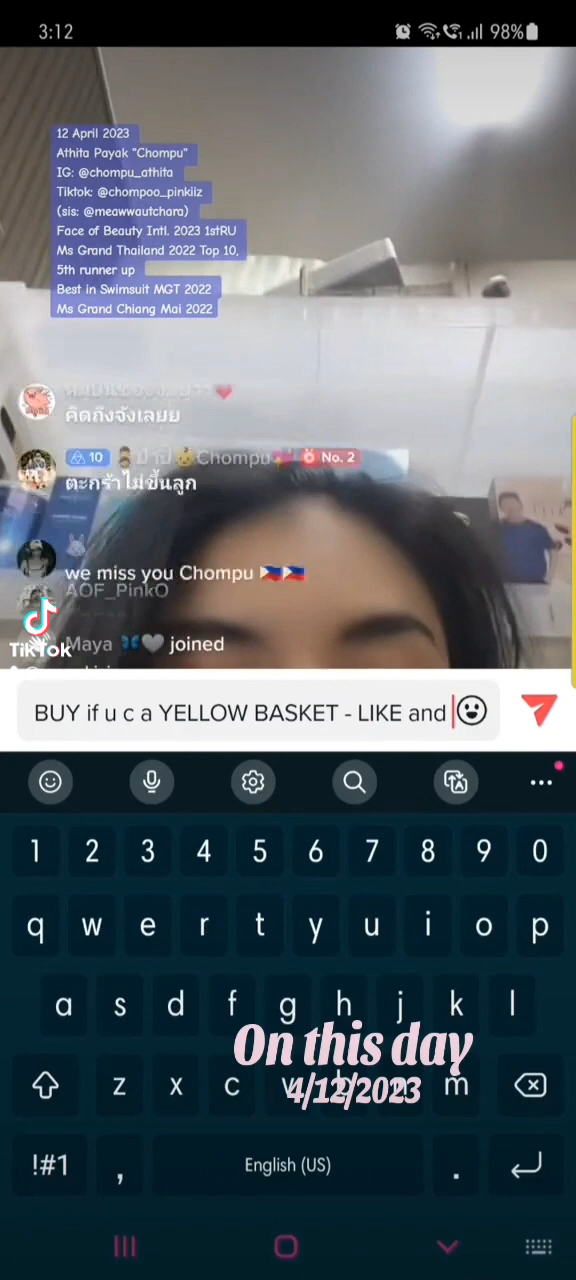 3:12
98%
12 April 2023
Athita Payak "Chompu"
IG: @chompu_athita
Tiktok: @chompoo_pinkiiz
(sis: @meawwautchara)
Face of Beauty Intl. 2023 1stRU
Ms Grand Thailand 2022 Top 10,
5th runner up
Best in Swimsuit MGT 2022
Ms Grand Chiang Mai 2022
คิดถึงจังเลยย
10 Chompu No. 2
ตะกร้าไม่ขึ้นลูก
we miss you Chompu 🇵🇭🇵🇭
AOF_PinkO
TikTok
Maya 🦋🤍 joined
BUY if u c a YELLOW BASKET - LIKE and
1 2 3 4 5 6 7 8 9 0
q w e r t y u i o p
a s d f g h j k l
On this day
z x c v b n m
4/12/2023
!#1 , English (US) .